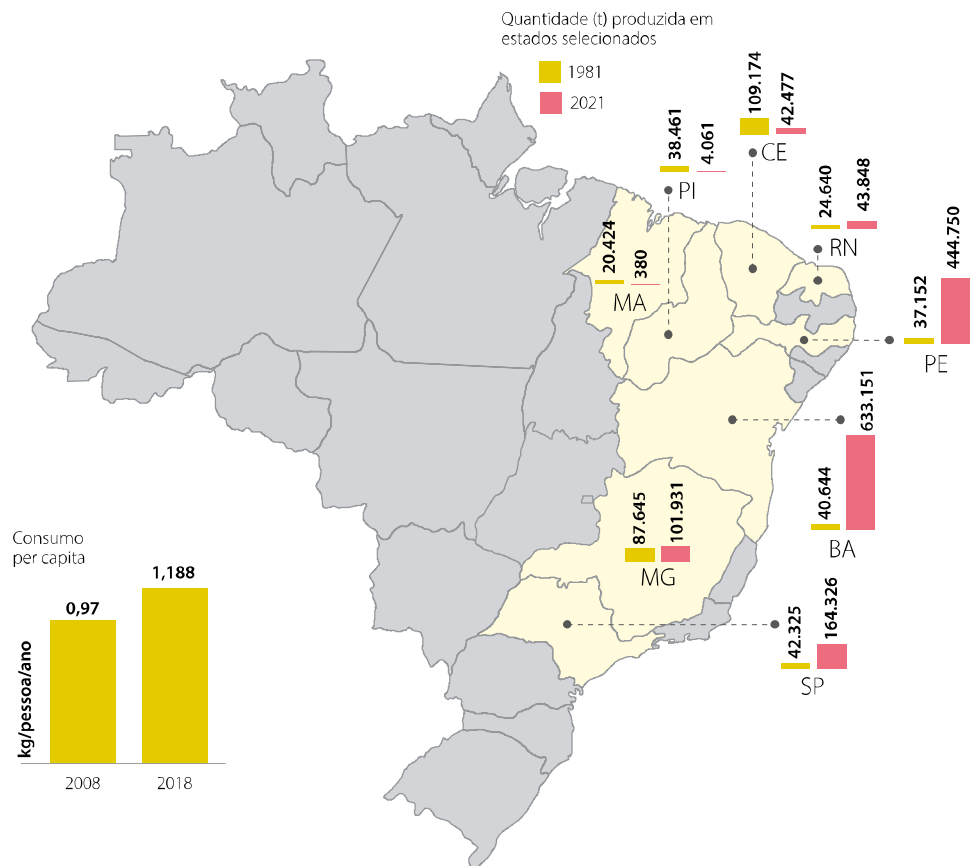 Quantidade (t) produzida em
estados selecionados
1981
2021
109.174
42.477
CE
38.461
4.061
PI
24.640
43.848
RN
20.424
380
MA
37.152
444.750
PE
40.644
633.151
BA
87.645
101.931
MG
42.325
164.326
SP
Consumo
per capita
kg/pessoa/ano
0,97
1,188
2008
2018